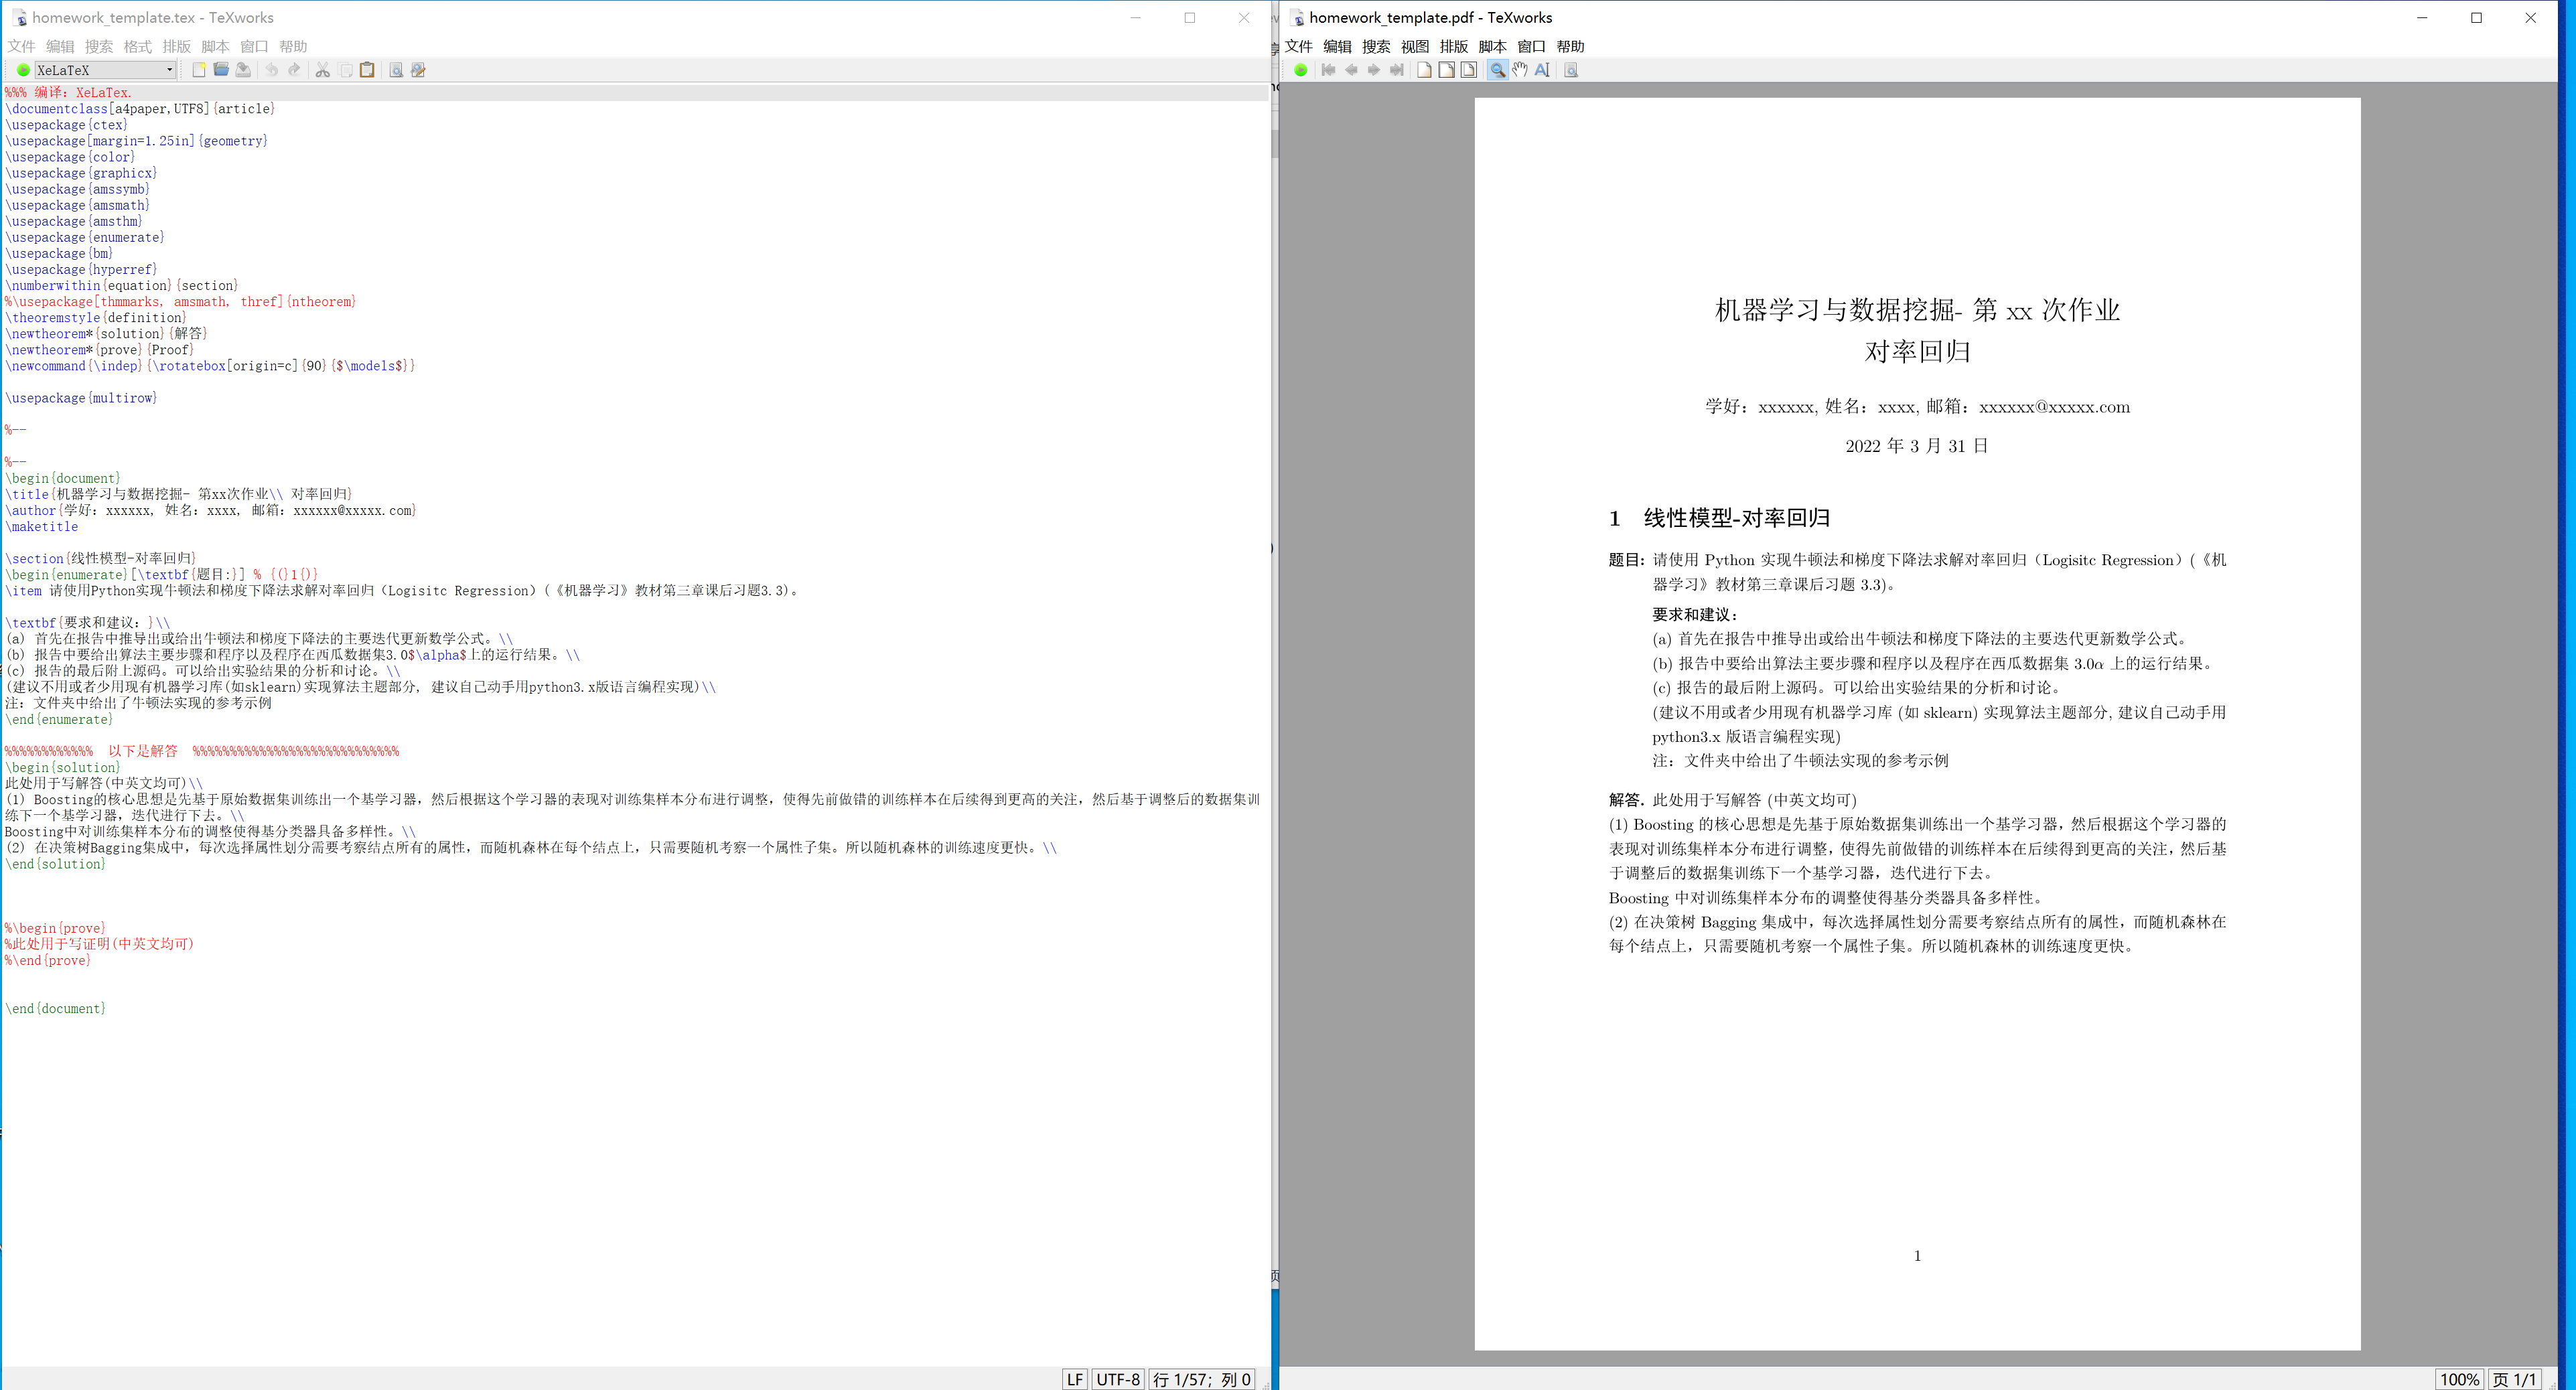 homework_template.tex - TeXworks
文件 编辑 搜索 格式 排版 脚本 窗口 帮助
XeLaTeX
%%% 编译：XeLaTex.
\documentclass[a4paper,UTF8]{article}
\usepackage{ctex}
\usepackage[margin=1.25in]{geometry}
\usepackage{color}
\usepackage{graphicx}
\usepackage{amssymb}
\usepackage{amsmath}
\usepackage{amsthm}
\usepackage{enumerate}
\usepackage{bm}
\usepackage{hyperref}
\numberwithin{equation}{section}
%\usepackage[thmmarks, amsmath, thref]{ntheorem}
\theoremstyle{definition}
\newtheorem*{solution}{解答}
\newtheorem*{prove}{Proof}
\newcommand{\indep}{\rotatebox[origin=c]{90}{$\models$}}
\usepackage{multirow}
%--
%--
\begin{document}
\title{机器学习与数据挖掘- 第xx次作业\\ 对率回归}
\author{学好：xxxxxx, 姓名：xxxx, 邮箱：xxxxxx@xxxxx.com}
\maketitle
\section{线性模型-对率回归}
\begin{enumerate}[\textbf{题目:}] % {(}1{)}
\item 请使用Python实现牛顿法和梯度下降法求解对率回归（Logisitc Regression）(《机器学习》教材第三章课后习题3.3)。
\textbf{要求和建议：}\\
(a) 首先在报告中推导出或给出牛顿法和梯度下降法的主要迭代更新数学公式。\\
(b) 报告中要给出算法主要步骤和程序以及程序在西瓜数据集3.0$\alpha$上的运行结果。\\
(c) 报告的最后附上源码。可以给出实验结果的分析和讨论。\\
(建议不用或者少用现有机器学习库(如sklearn)实现算法主题部分, 建议自己动手用python3.x版语言编程实现)\\
注：文件夹中给出了牛顿法实现的参考示例
\end{enumerate}
%%%%%%%%%%%% 以下是解答 %%%%%%%%%%%%%%%%%%%%%%%%%%%%
\begin{solution}
此处用于写解答(中英文均可)\\
(1) Boosting的核心思想是先基于原始数据集训练出一个基学习器，然后根据这个学习器的表现对训练集样本分布进行调整，使得先前做错的训练样本在后续得到更高的关注，然后基于调整后的数据集训
练下一个基学习器，迭代进行下去。\\
Boosting中对训练集样本分布的调整使得基分类器具备多样性。\\
(2) 在决策树Bagging集成中，每次选择属性划分需要考察结点所有的属性，而随机森林在每个结点上，只需要随机考察一个属性子集。所以随机森林的训练速度更快。\\
\end{solution}
%\begin{prove}
%此处用于写证明(中英文均可)
%\end{prove}
\end{document}
LF UTF-8 行 1/57；列 0
homework_template.pdf - TeXworks
文件 编辑 搜索 视图 排版 脚本 窗口 帮助
机器学习与数据挖掘- 第 xx 次作业
对率回归
学好：xxxxxx, 姓名：xxxx, 邮箱：xxxxxx@xxxxx.com
2022 年 3 月 31 日
1 线性模型-对率回归
题目: 请使用 Python 实现牛顿法和梯度下降法求解对率回归（Logisitc Regression）(《机
器学习》教材第三章课后习题 3.3)。
要求和建议：
(a) 首先在报告中推导出或给出牛顿法和梯度下降法的主要迭代更新数学公式。
(b) 报告中要给出算法主要步骤和程序以及程序在西瓜数据集 3.0α 上的运行结果。
(c) 报告的最后附上源码。可以给出实验结果的分析和讨论。
(建议不用或者少用现有机器学习库 (如 sklearn) 实现算法主题部分, 建议自己动手用
python3.x 版语言编程实现)
注：文件夹中给出了牛顿法实现的参考示例
解答. 此处用于写解答 (中英文均可)
(1) Boosting 的核心思想是先基于原始数据集训练出一个基学习器，然后根据这个学习器的
表现对训练集样本分布进行调整，使得先前做错的训练样本在后续得到更高的关注，然后基
于调整后的数据集训练下一个基学习器，迭代进行下去。
Boosting 中对训练集样本分布的调整使得基分类器具备多样性。
(2) 在决策树 Bagging 集成中，每次选择属性划分需要考察结点所有的属性，而随机森林在
每个结点上，只需要随机考察一个属性子集。所以随机森林的训练速度更快。
1
100% 页 1/1